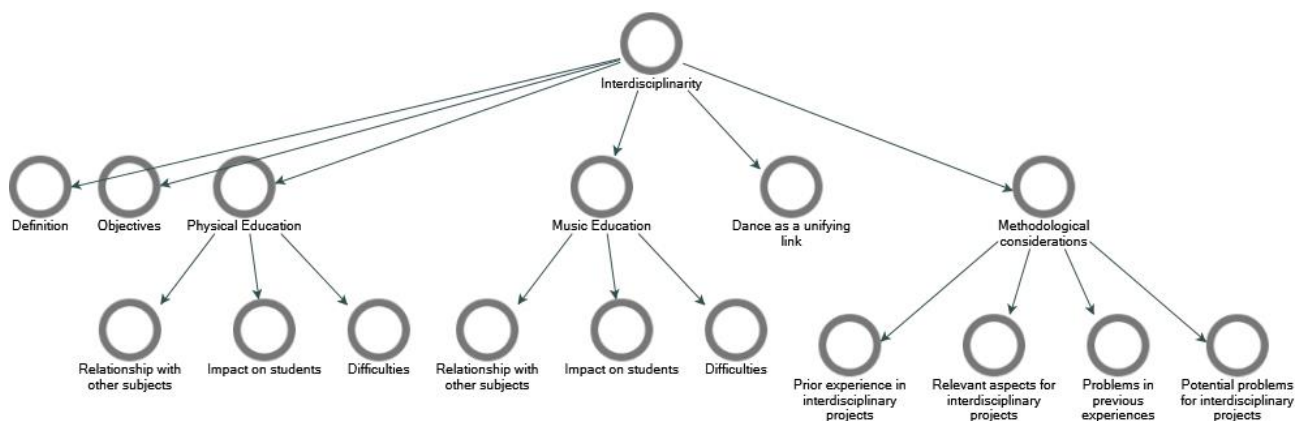 Interdisciplinarity
Definition
Objectives
Physical Education
Music Education
Dance as a unifying
link
Methodological
considerations
Relationship with
other subjects
Impact on students
Difficulties
Relationship with
other subjects
Impact on students
Difficulties
Prior experience in
interdisciplinary
projects
Relevant aspects for
interdisciplinary
projects
Problems in
previous
experiences
Potential problems
for interdisciplinary
projects